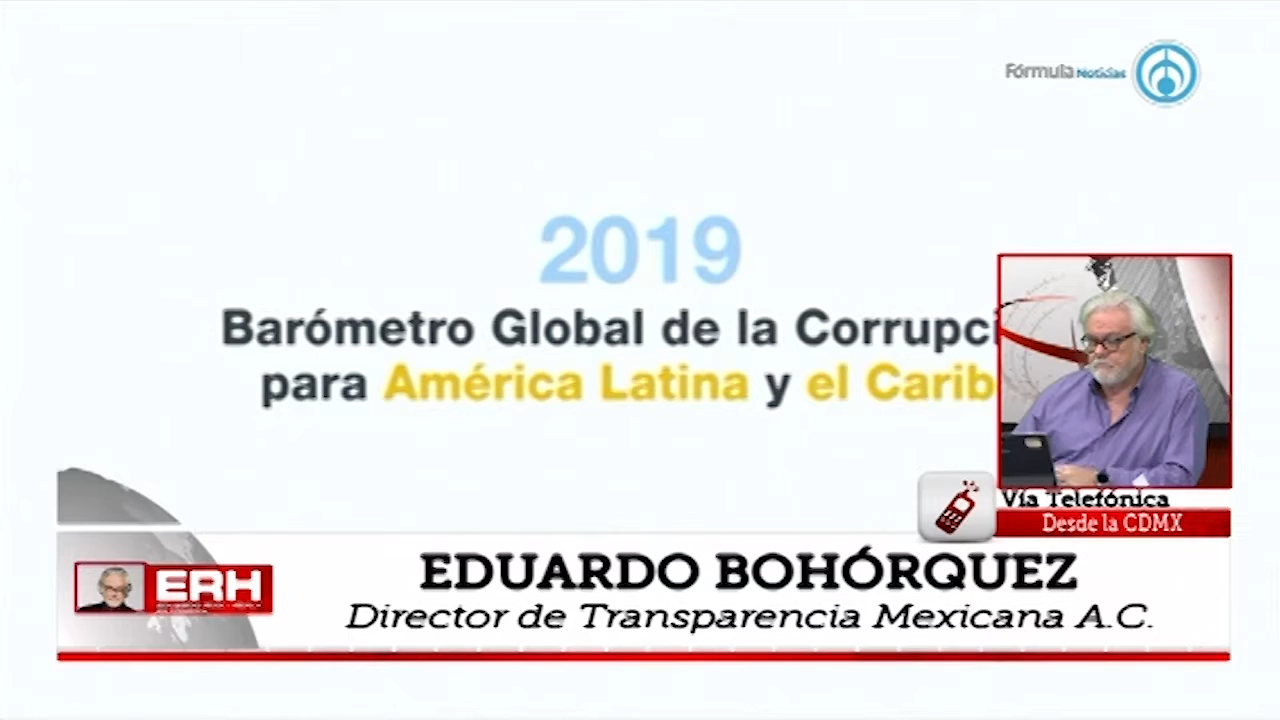 Fórmula Noticias
2019
Barómetro Global de la Corrupci
para América Latina y el Carib
Vía Telefónica
Desde la CDMX
ERH
EDUARDO BOHÓRQUEZ
Director de Transparencia Mexicana A.C.